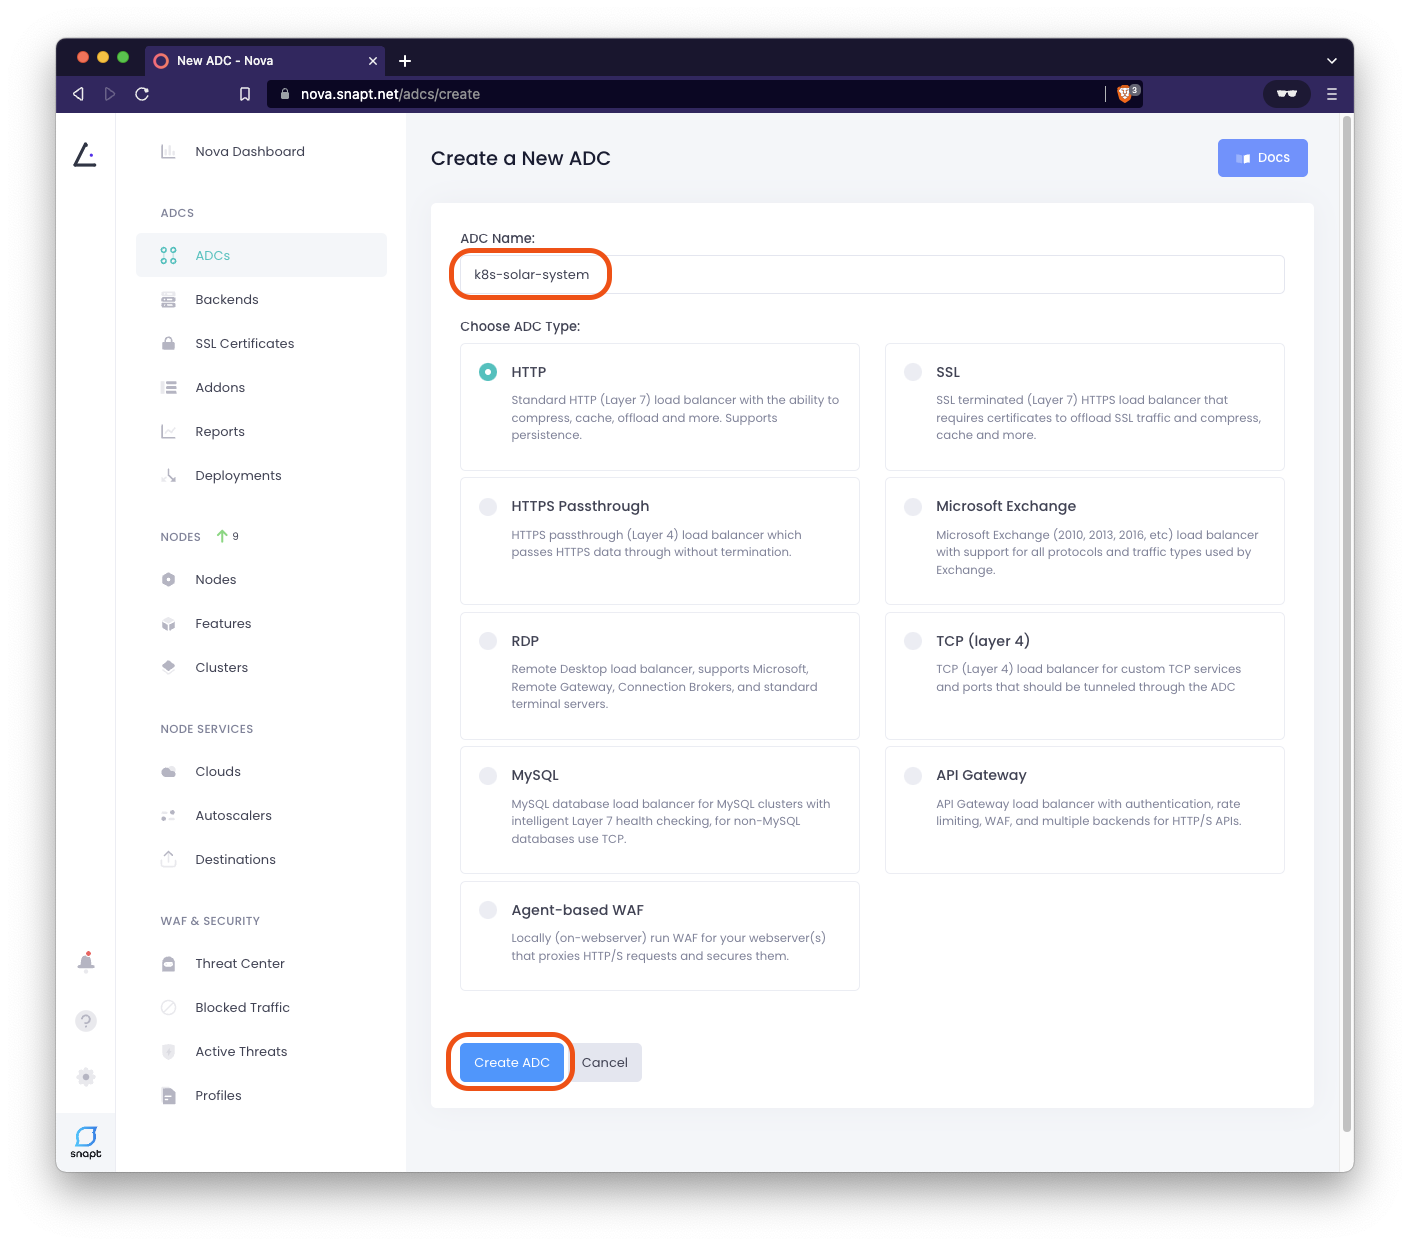 New ADC - Nova
nova.snapt.net/adcs/create
3
Nova Dashboard
ADCS
ADCs
Backends
SSL Certificates
Addons
Reports
Deployments
NODES 9
Nodes
Features
Clusters
NODE SERVICES
Clouds
Autoscalers
Destinations
WAF & SECURITY
Threat Center
Blocked Traffic
Active Threats
Profiles
snapt
Create a New ADC
Docs
ADC Name:
k8s-solar-system
Choose ADC Type:
HTTP
Standard HTTP (Layer 7) load balancer with the ability to
compress, cache, offload and more. Supports
persistence.
SSL
SSL terminated (Layer 7) HTTPS load balancer that
requires certificates to offload SSL traffic and compress,
cache and more.
HTTPS Passthrough
HTTPS passthrough (Layer 4) load balancer which
passes HTTPS data through without termination.
Microsoft Exchange
Microsoft Exchange (2010, 2013, 2016, etc) load balancer
with support for all protocols and traffic types used by
Exchange.
RDP
Remote Desktop load balancer, supports Microsoft,
Remote Gateway, Connection Brokers, and standard
terminal servers.
TCP (layer 4)
TCP (Layer 4) load balancer for custom TCP services
and ports that should be tunneled through the ADC
MySQL
MySQL database load balancer for MySQL clusters with
intelligent Layer 7 health checking, for non-MySQL
databases use TCP.
API Gateway
API Gateway load balancer with authentication, rate
limiting, WAF, and multiple backends for HTTP/S APIs.
Agent-based WAF
Locally (on-webserver) run WAF for your webserver(s)
that proxies HTTP/S requests and secures them.
Create ADC
Cancel